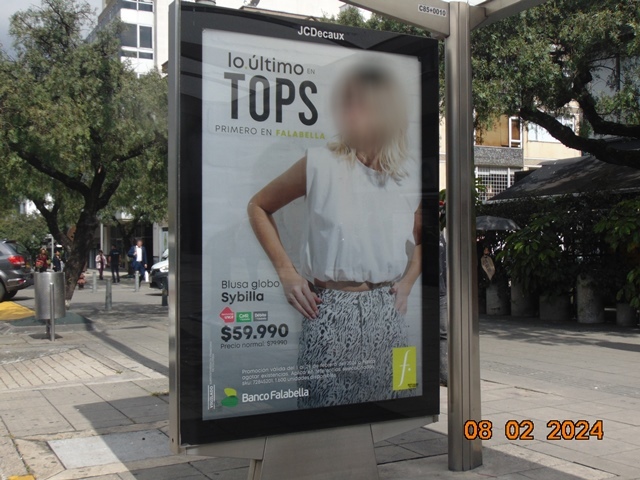 C85*0010
JCDecaux
lo último EN
TOPS
PRIMERO EN FALABELLA
Blusa globo
Sybilla
$59.990
Precio normal: $79.990
Banco Falabella
f.
08 02 2024